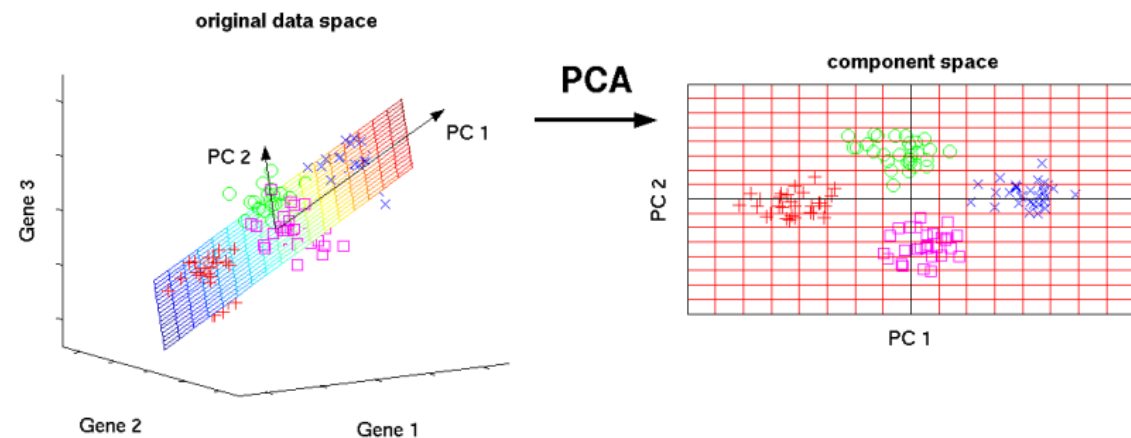 original data space
PCA
component space
PC 1
PC 2
Gene 3
Gene 2
Gene 1
PC 2
PC 1